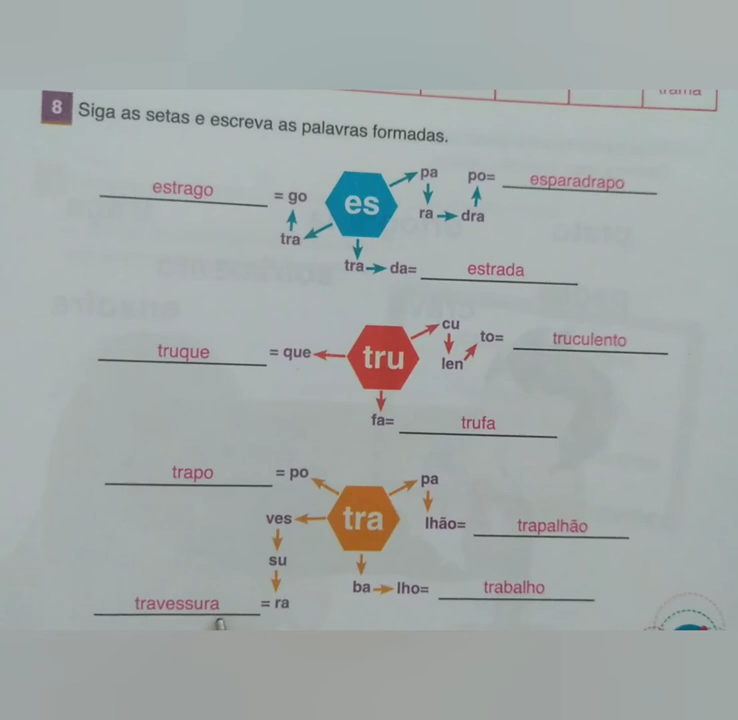 trama
8 Siga as setas e escreva as palavras formadas.
estrago = go es pa po= esparadrapo
tra ra dra
tra da= estrada
truque = que tru cu to= truculento
len
fa= trufa
trapo = po tra pa
ves lhão= trapalhão
su ba lho= trabalho
travessura = ra